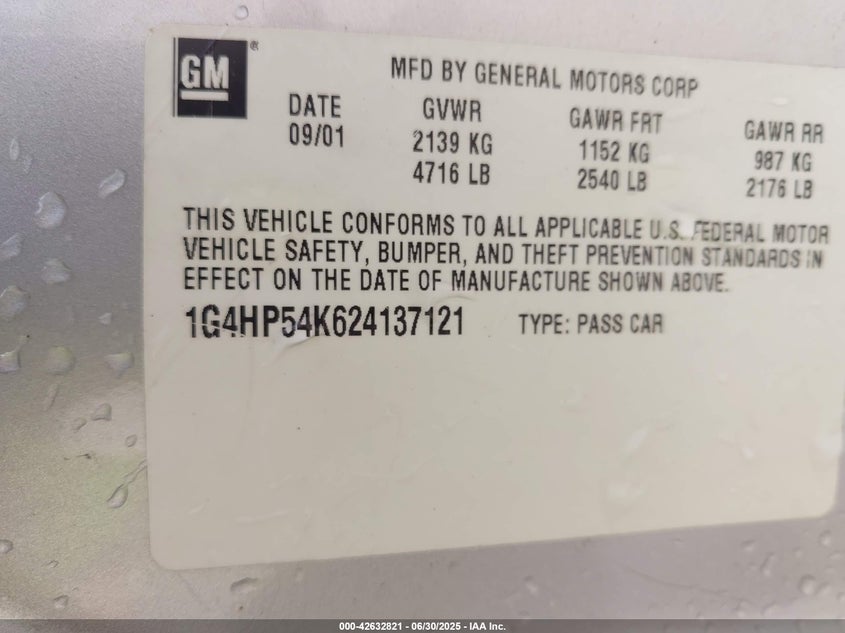 GM®
MFD BY GENERAL MOTORS CORP
DATE GVWR GAWR FRT GAWR RR
09/01 2139 KG 1152 KG 987 KG
4716 LB 2540 LB 2176 LB
THIS VEHICLE CONFORMS TO ALL APPLICABLE U.S. FEDERAL MOTOR
VEHICLE SAFETY, BUMPER, AND THEFT PREVENTION STANDARDS IN
EFFECT ON THE DATE OF MANUFACTURE SHOWN ABOVE.
1G4HP54K624137121 TYPE: PASS CAR
000-42632821 - 06/30/2025 - IAA Inc.